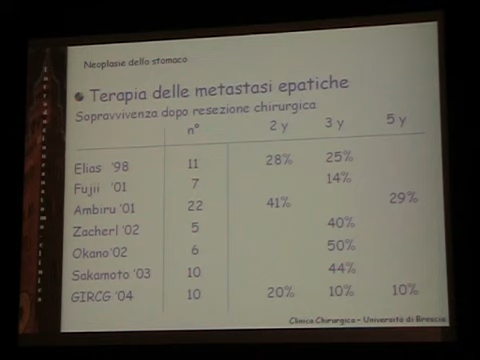 Neoplasie dello stomaco
Terapia delle metastasi epatiche
Sopravvivenza dopo resezione chirurgica
n° 2 y 3 y 5 y
Elias '98 11 28% 25%
Fujii '01 7 14%
Ambiru '01 22 41% 29%
Zacherl '02 5 40%
Okano '02 6 50%
Sakamoto '03 10 44%
GIRCG '04 10 20% 10% 10%
Clinica Chirurgica – Università di Brescia